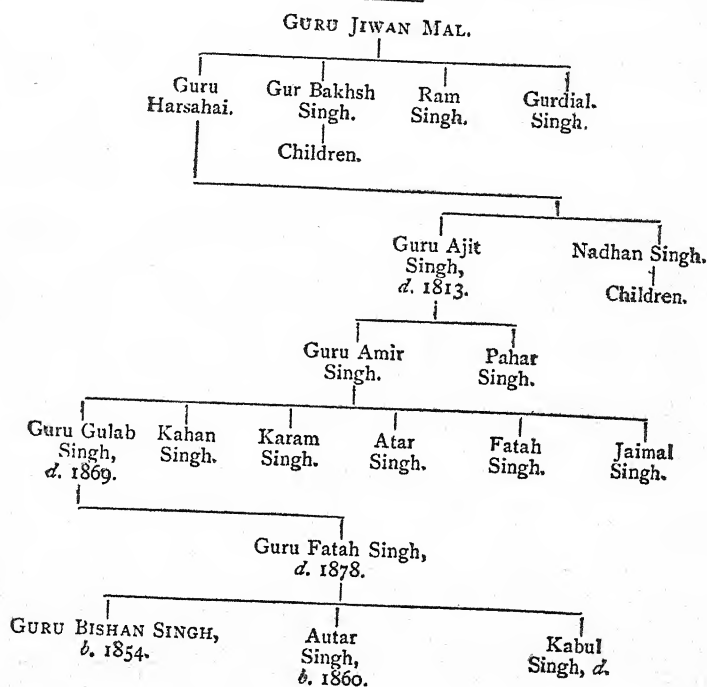 GURU JIWAN MAL.
Guru
Harsahai.
Gur Bakhsh
Singh.
Children.
Ram
Singh.
Gurdial.
Singh.
Guru Ajit
Singh,
d. 1813.
Nadhan Singh.
Children.
Guru Amir
Singh.
Pahar
Singh.
Guru Gulab
Singh,
d. 1869.
Kahan
Singh.
Karam
Singh.
Atar
Singh.
Fatah
Singh.
Jaimal
Singh.
Guru Fatah Singh,
d. 1878.
GURU BISHAN SINGH,
b. 1854.
Autar
Singh,
b. 1860.
Kabul
Singh, d.